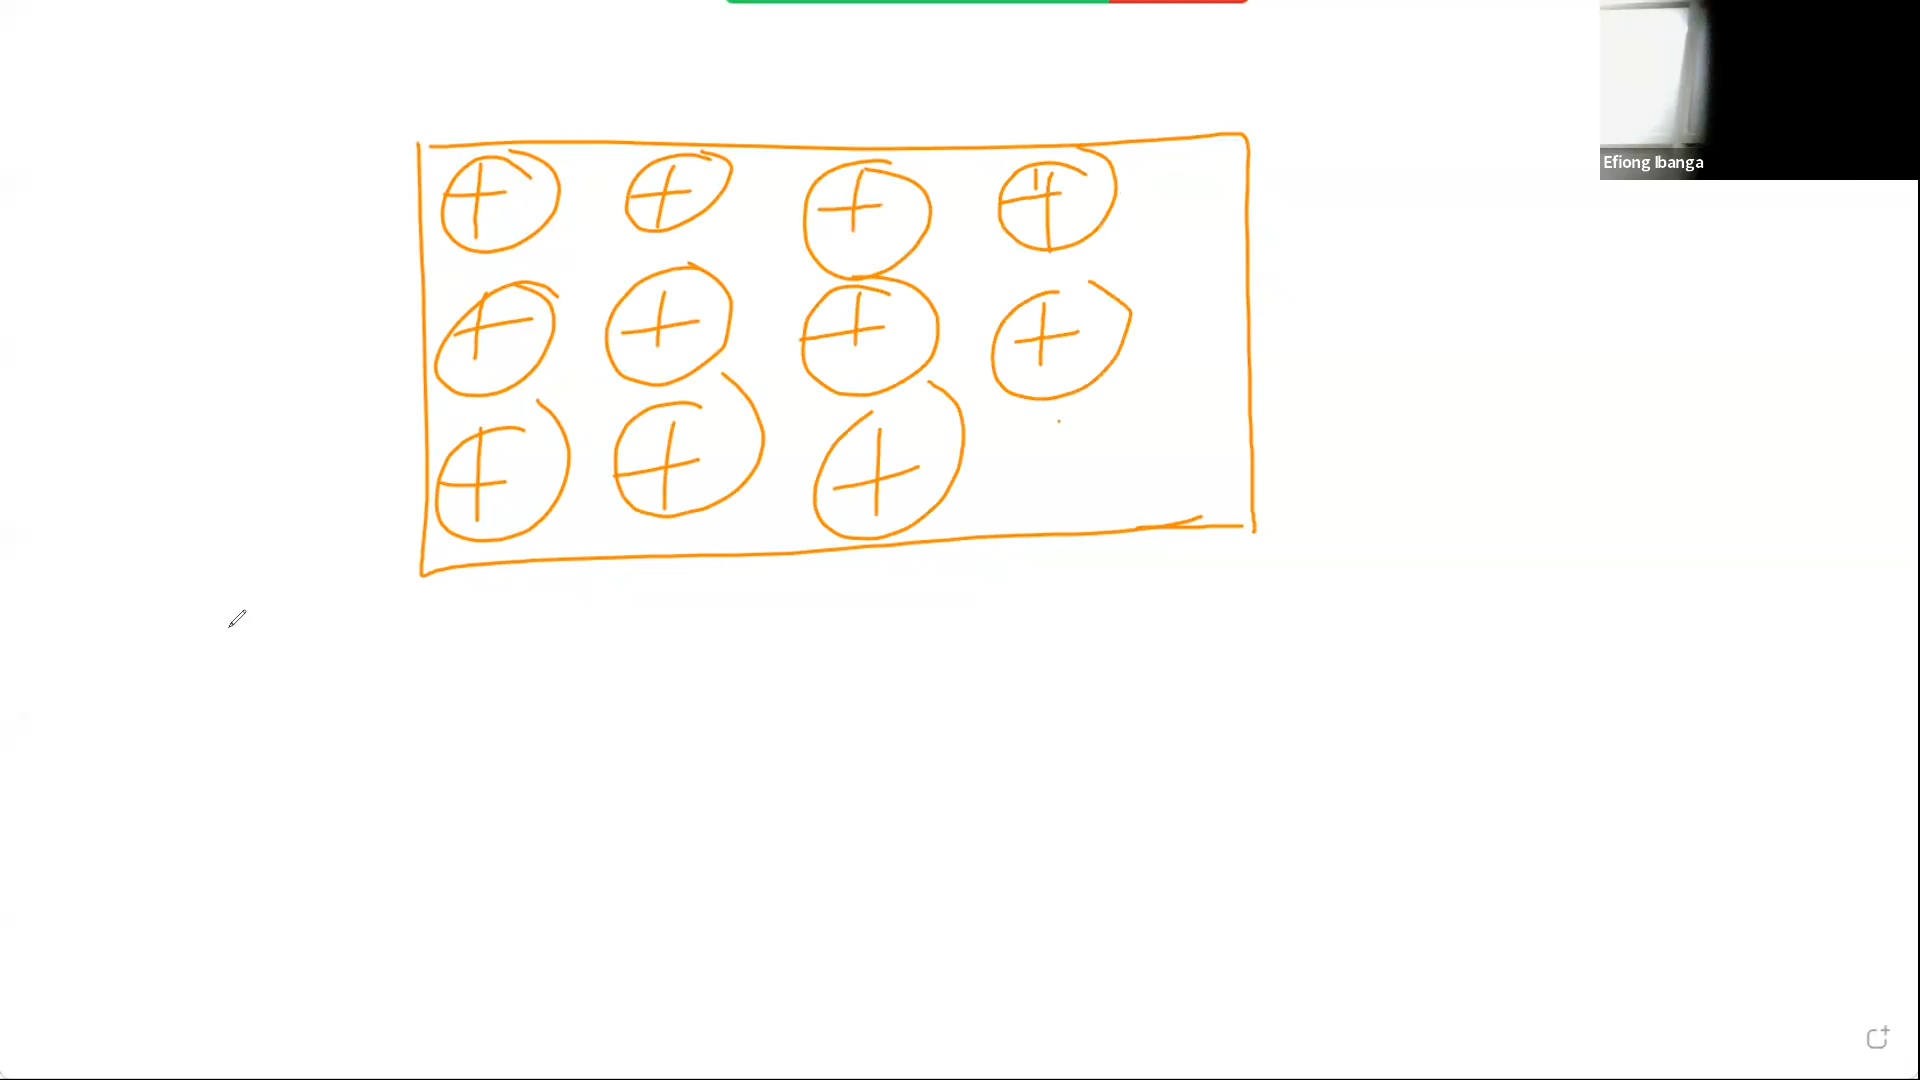 Efiong Ibanga
+ + + +
+ + + +
+ + +